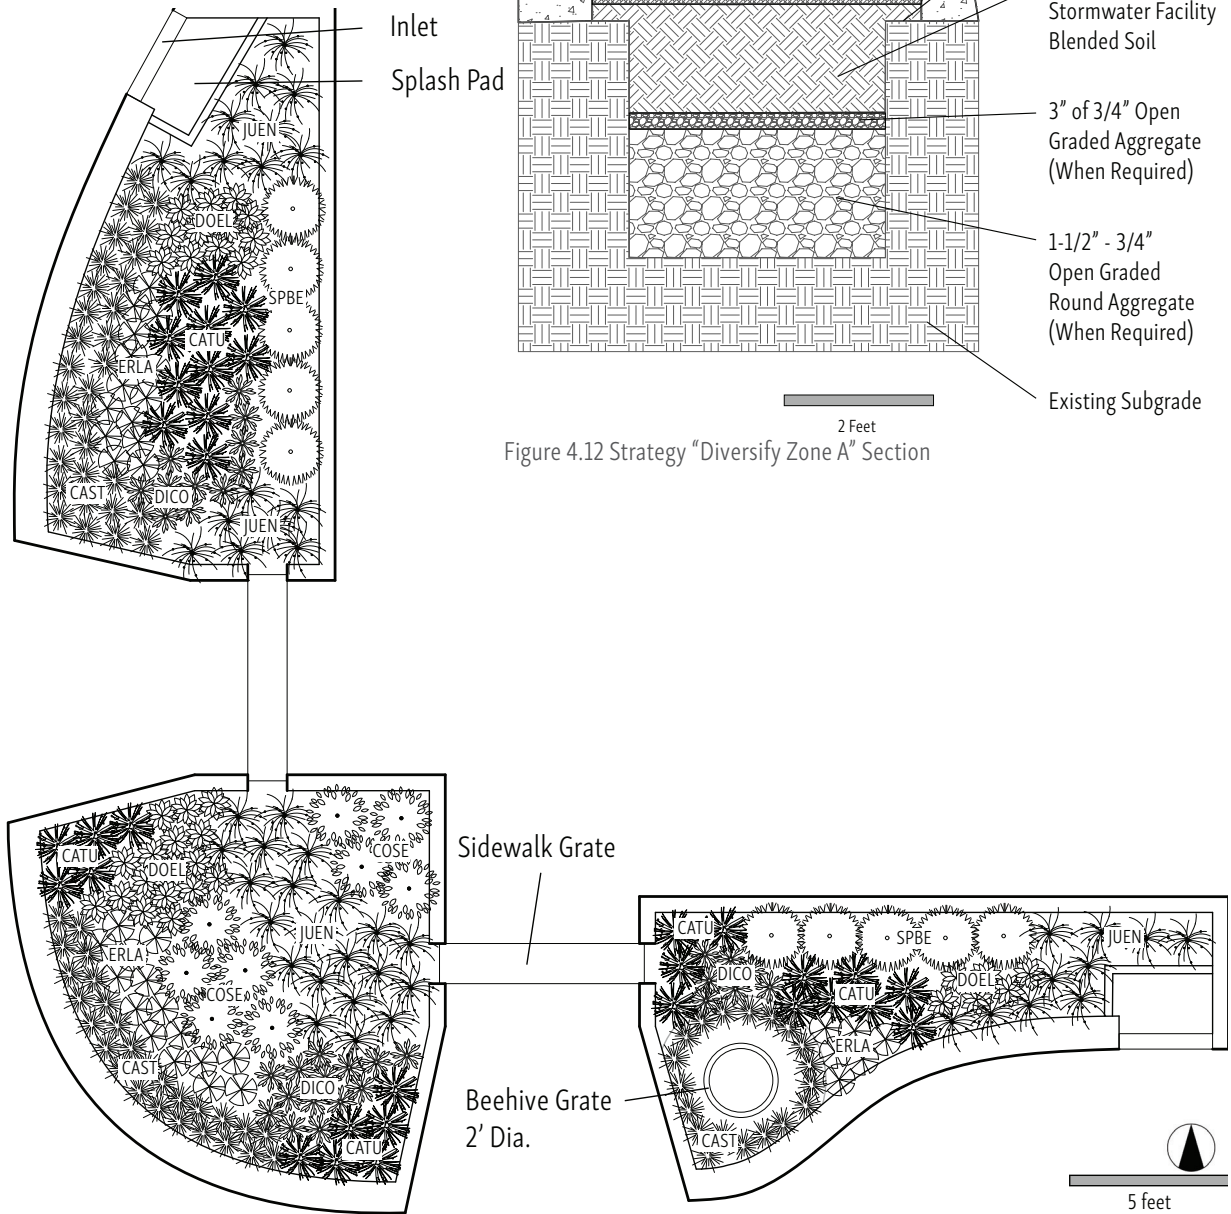 Inlet
Splash Pad
JUEN
DOEL
SPBE
CATU
ERLA
CAST
DICO
JUEN
Stormwater Facility
Blended Soil
3" of 3/4" Open
Graded Aggregate
(When Required)
1-1/2" - 3/4"
Open Graded
Round Aggregate
(When Required)
Existing Subgrade
2 Feet
Figure 4.12 Strategy “Diversify Zone A” Section
CATU
DOEL
COSE
JUEN
ERLA
COSE
CAST
DICO
CATU
Sidewalk Grate
Beehive Grate
2' Dia.
CATU
SPBE
JUEN
DICO
CATU
DOEL
ERLA
CAST
5 feet